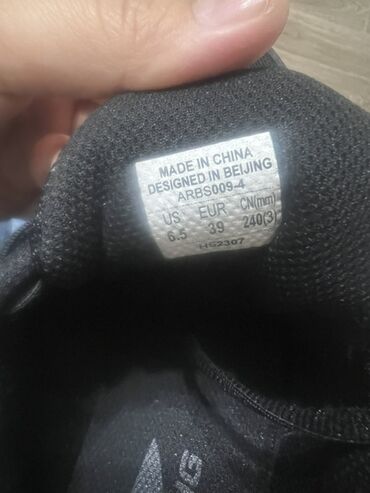 MADE IN CHINA
DESIGNED IN BEIJING
ARBS009-4
US EUR CN(mm)
6.5 39 240(3)
HS2307